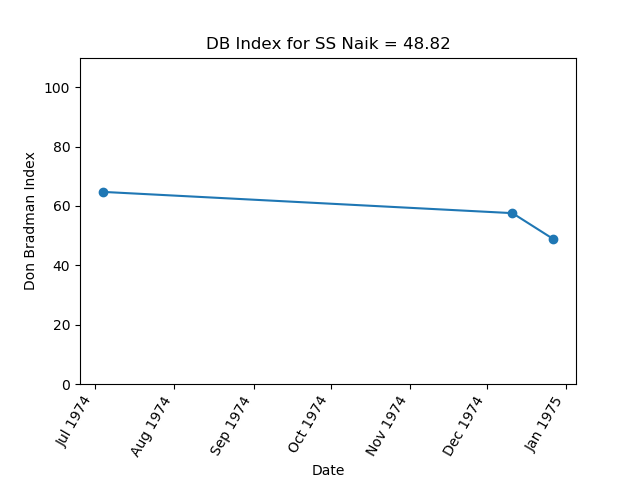 DB Index for SS Naik = 48.82
100
80
60
40
20
0
Don Bradman Index
Jul 1974
Aug 1974
Sep 1974
Oct 1974
Nov 1974
Dec 1974
Jan 1975
Date